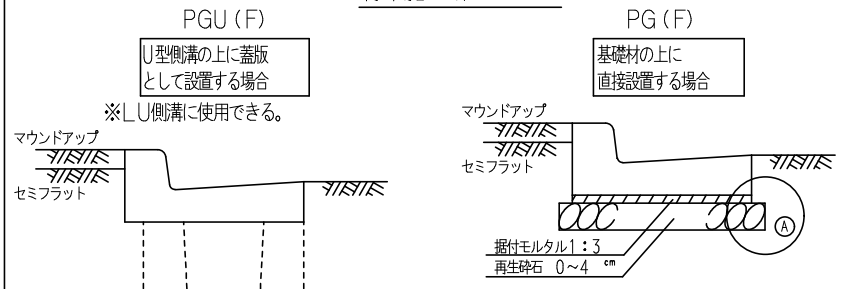 PGU(F)
U型側溝の上に蓋版
として設置する場合
※LU側溝に使用できる。
マウンドアップ
セミフラット
PG(F)
基礎材の上に
直接設置する場合
マウンドアップ
セミフラット
A
据付モルタル1:3
再生砕石 0~4 cm